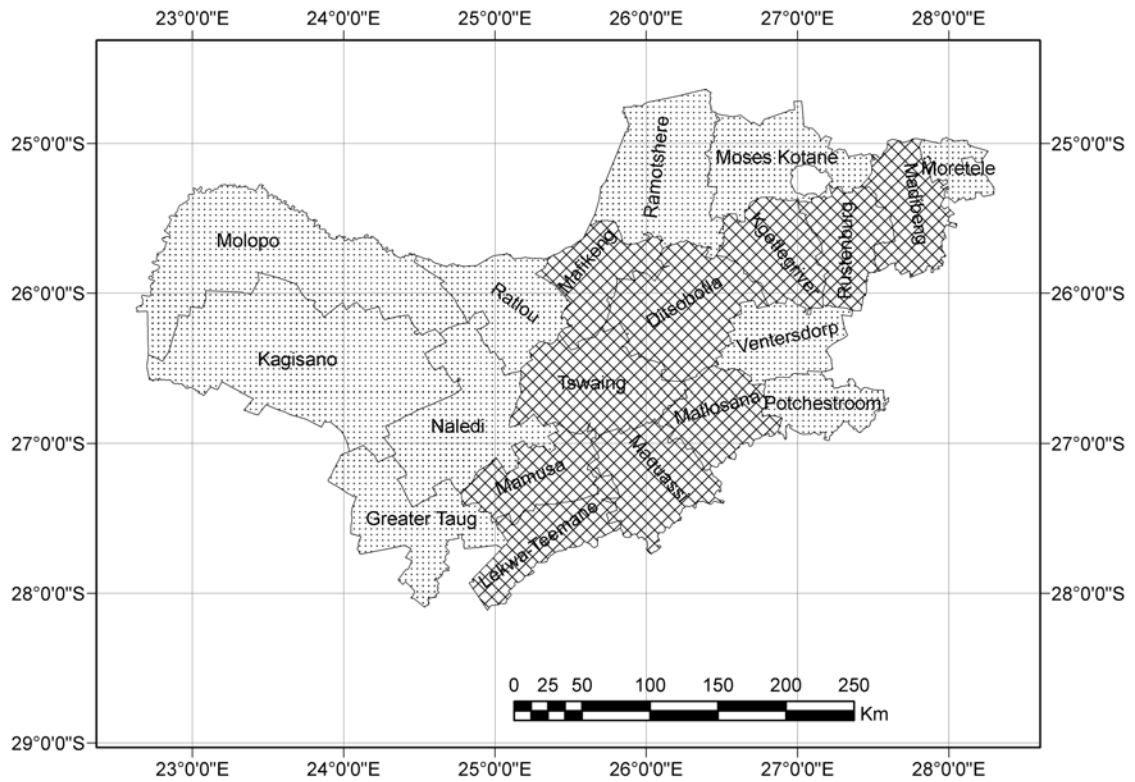 23°0'0"E 24°0'0"E 25°0'0"E 26°0'0"E 27°0'0"E 28°0'0"E
25°0'0"S
25°0'0"S
Ramotshere
Moses Kotane
Moretele
Madibeng
Molopo
Mafikeng
Kgetlegriver
Rustenburg
26°0'0"S
26°0'0"S
Ratlou
Ditsobotla
Ventersdorp
Kagisano
Tswaing
Matlosana
Potchestroom
Naledi
27°0'0"S
27°0'0"S
Mamusa
Maquassi
Greater Taug
Lekwa-Teemane
28°0'0"S
28°0'0"S
0 25 50 100 150 200 250
Km
29°0'0"S
29°0'0"S
23°0'0"E 24°0'0"E 25°0'0"E 26°0'0"E 27°0'0"E 28°0'0"E